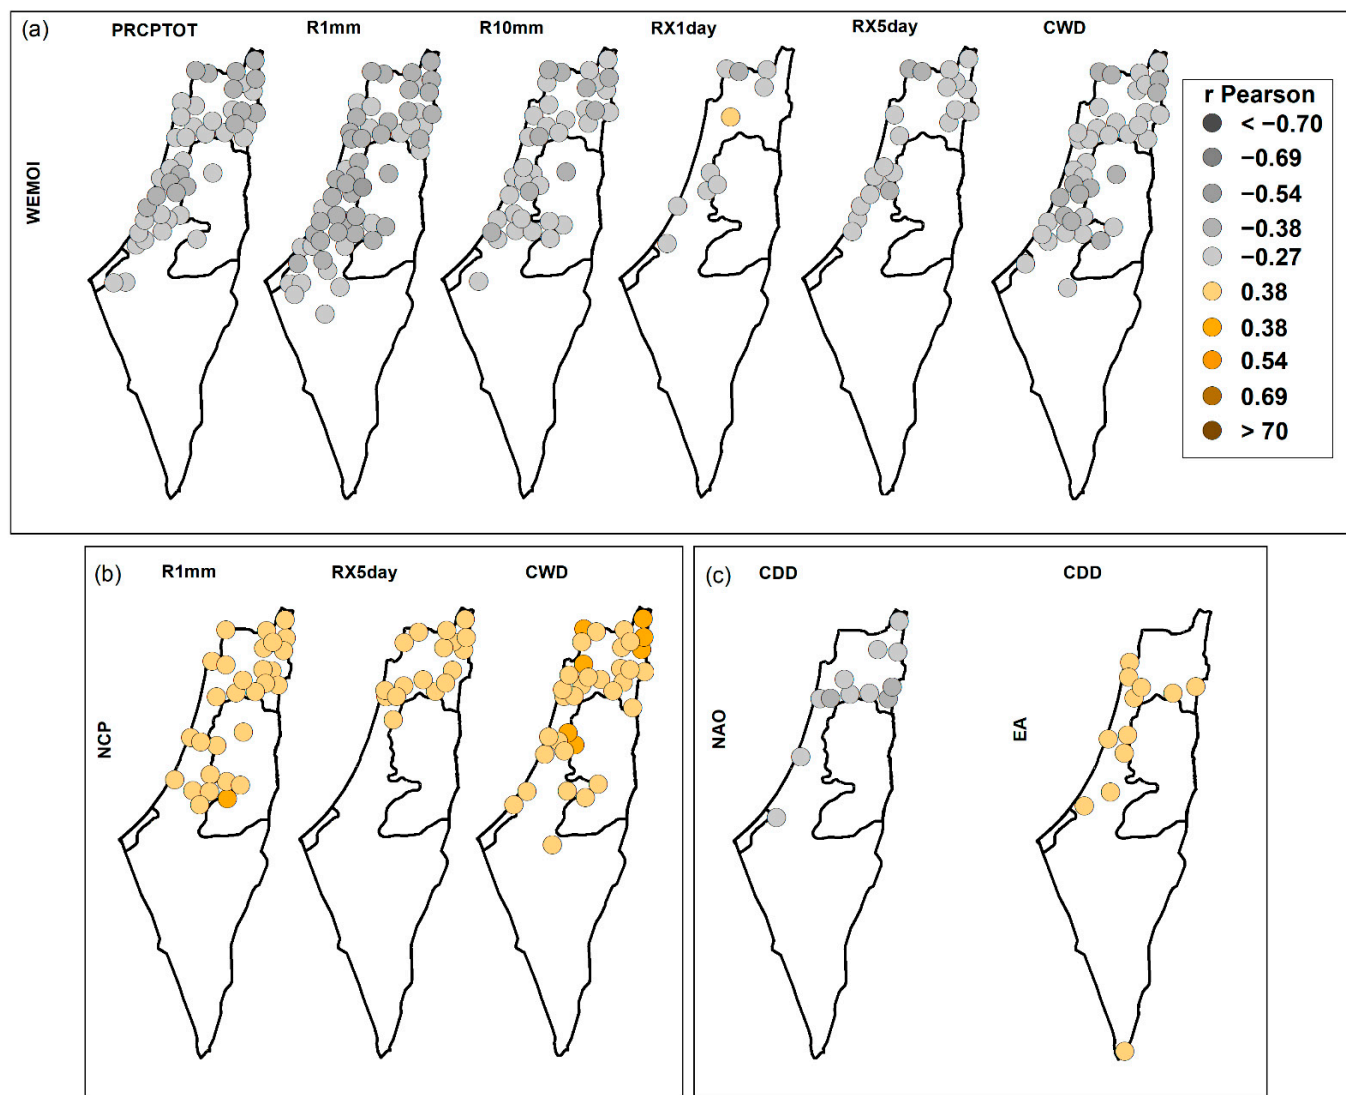 (a)
PRCPTOT R1mm R10mm RX1day RX5day CWD
WEMOI
r Pearson
< −0.70
−0.69
−0.54
−0.38
−0.27
0.38
0.38
0.54
0.69
> 70
(b)
R1mm RX5day CWD
NCP
(c)
CDD CDD
NAO
EA